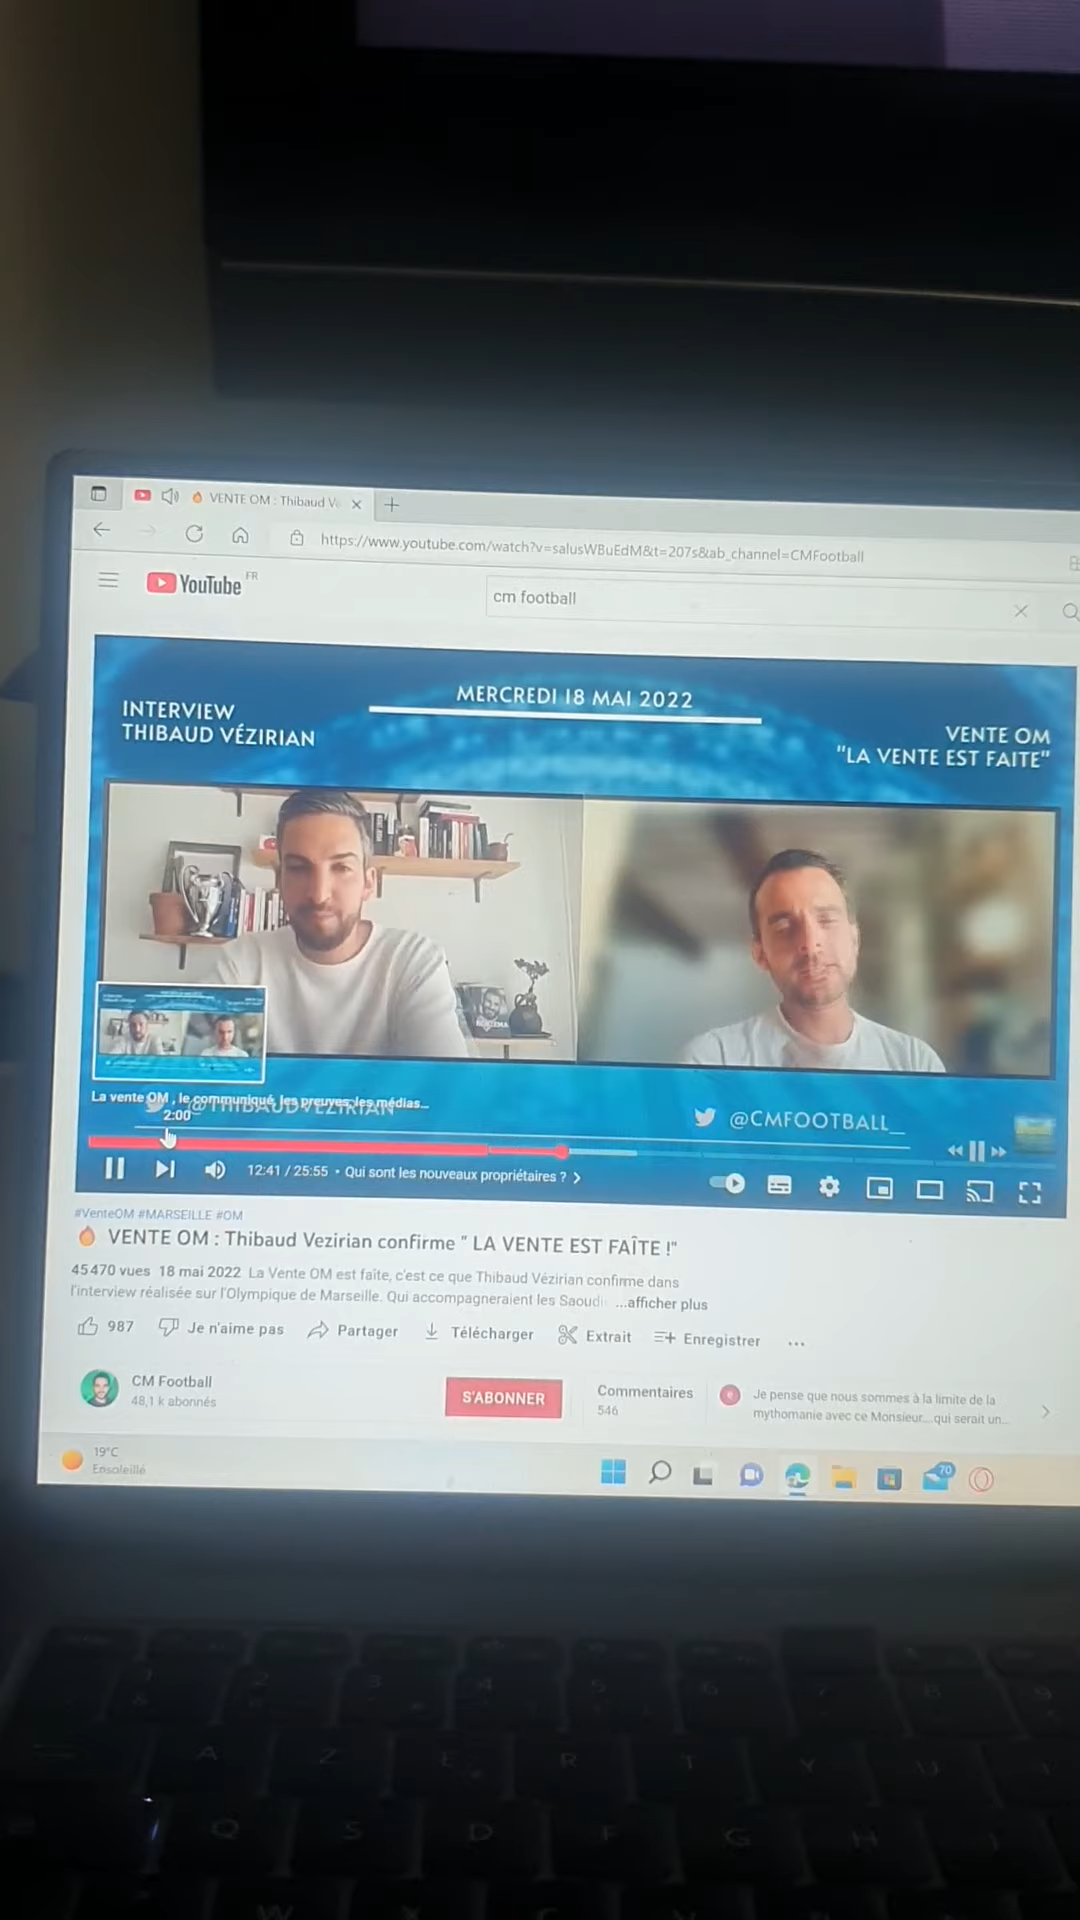 VENTE OM : Thibaud Ve
https://www.youtube.com/watch?v=salusWBuEdM&t=207s&ab_channel=CMFootball
YouTube FR
cm football
MERCREDI 18 MAI 2022
INTERVIEW
THIBAUD VÉZIRIAN
VENTE OM
"LA VENTE EST FAITE"
BENZEMA
La vente OM , le communiqué, les preuves, les médias...
@THIBAUDVEZIRIAN
2:00
@CMFOOTBALL_
12:41 / 25:55 • Qui sont les nouveaux propriétaires ? >
#VenteOM #MARSEILLE #OM
VENTE OM : Thibaud Vezirian confirme " LA VENTE EST FAÎTE !"
45 470 vues 18 mai 2022 La Vente OM est faite, c'est ce que Thibaud Vézirian confirme dans
l'interview réalisée sur l'Olympique de Marseille. Qui accompagneraient les Saoudi ...afficher plus
987 Je n'aime pas Partager Télécharger Extrait Enregistrer ...
CM Football
48,1 k abonnés
S'ABONNER
Commentaires
546
e
Je pense que nous sommes à la limite de la
mythomanie avec ce Monsieur....qui serait un...
19°C
Ensoleillé
70
A Z E R T Y U
Q S D F G H